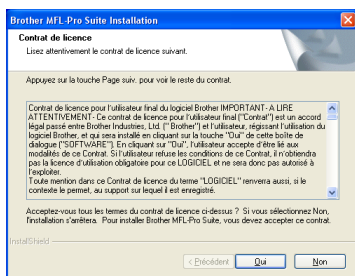 Brother MFL-Pro Suite Installation
Contrat de licence
Lisez attentivement le contrat de licence suivant.
Appuyez sur la touche Page suiv. pour voir le reste du contrat.
Contrat de licence pour l'utilisateur final du logiciel Brother IMPORTANT- A LIRE
ATTENTIVEMENT- Ce contrat de licence pour l'utilisateur final ("Contrat") est un accord
légal passé entre Brother Industries, Ltd. (" Brother") et l'utilisateur, régissant l'utilisation du
logiciel Brother, et qui sera installé en cliquant sur la touche "Oui" de cette boîte de
dialogue ("SOFTWARE"). En cliquant sur "Oui", l'utilisateur accepte d'être lié aux
modalités de ce Contrat. Si l'utilisateur refuse les conditions de ce Contrat, il n'obtiendra
pas la licence d'utilisation obligatoire pour ce LOGICIEL et ne sera donc pas autorisé à
l'exploiter.
Toute mention dans ce Contrat de licence du terme "LOGICIEL" renverra aussi, si le
contexte le permet, au support sur lequel il est enregistré.
Acceptez-vous tous les termes du contrat de licence ci-dessus ? Si vous sélectionnez Non,
l'installation s'arrêtera. Pour installer Brother MFL-Pro Suite, vous devez accepter ce contrat.
InstallShield
< Précédent Oui Non